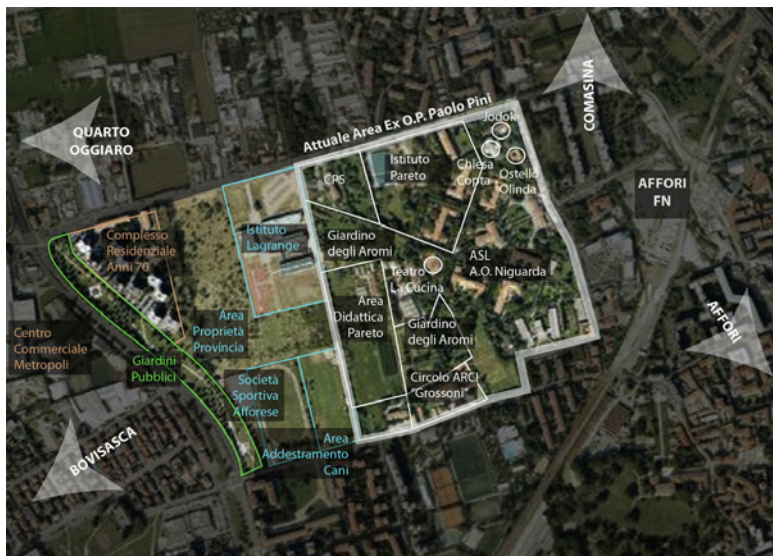 Attuale Area Ex O.P. Paolo Pini
COMASINA
QUARTO
OGGIARO
Jodok
CPS
Istituto
Pareto
Chiesa
Copta
Ostello
Olinda
AFFORI
FN
Complesso
Residenziale
Anni 70
Istituto
Lagrange
Giardino
degli Aromi
Teatro
La Cucina
ASL
A.O. Niguarda
Area
Didattica
Pareto
Giardino
degli Aromi
Area
Proprietà
Provincia
Centro
Commerciale
Metropoli
Giardini
Pubblici
AFFORI
Società
Sportiva
Afforese
Circolo ARCI
"Grossoni"
Area
Addestramento
Cani
BOVISASCA